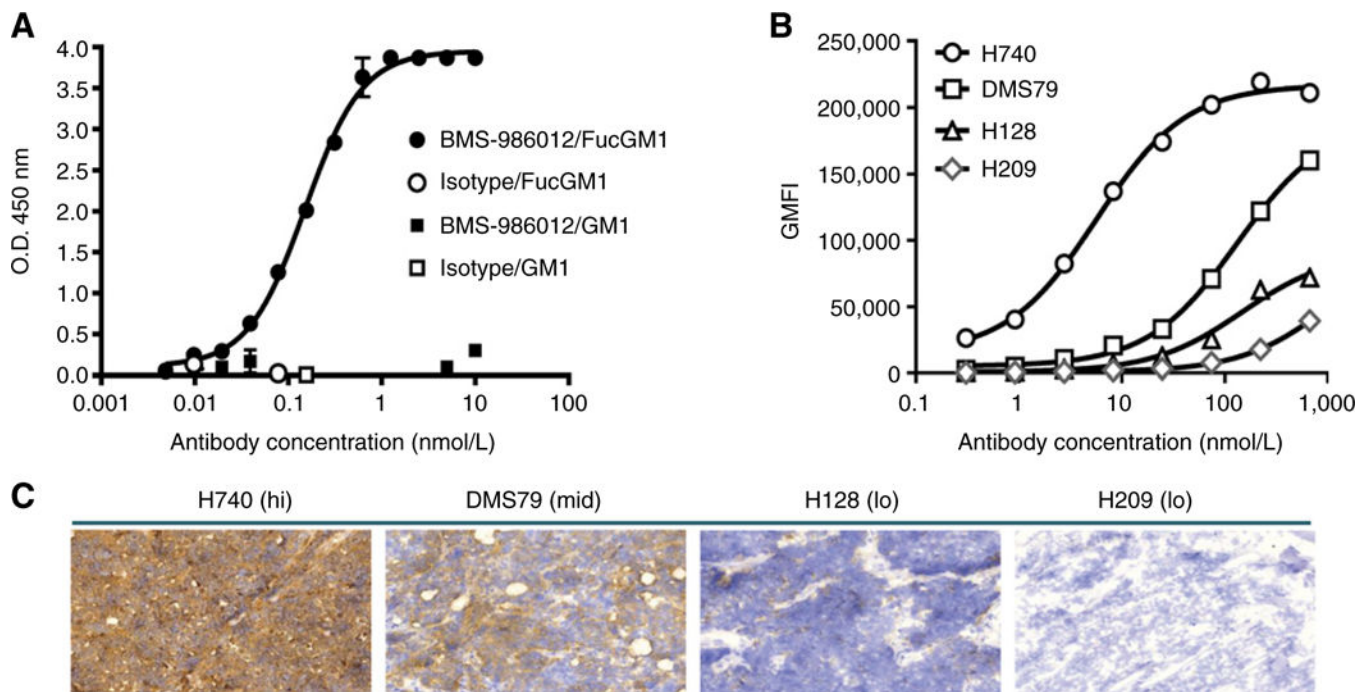 A
O.D. 450 nm
4.0
3.5
3.0
2.5
2.0
1.5
1.0
0.5
0.0
0.001 0.01 0.1 1 10 100
Antibody concentration (nmol/L)
BMS-986012/FucGM1
Isotype/FucGM1
BMS-986012/GM1
Isotype/GM1
B
GMFI
250,000
200,000
150,000
100,000
50,000
0
0.1 1 10 100 1,000
Antibody concentration (nmol/L)
H740
DMS79
H128
H209
C
H740 (hi) DMS79 (mid) H128 (lo) H209 (lo)